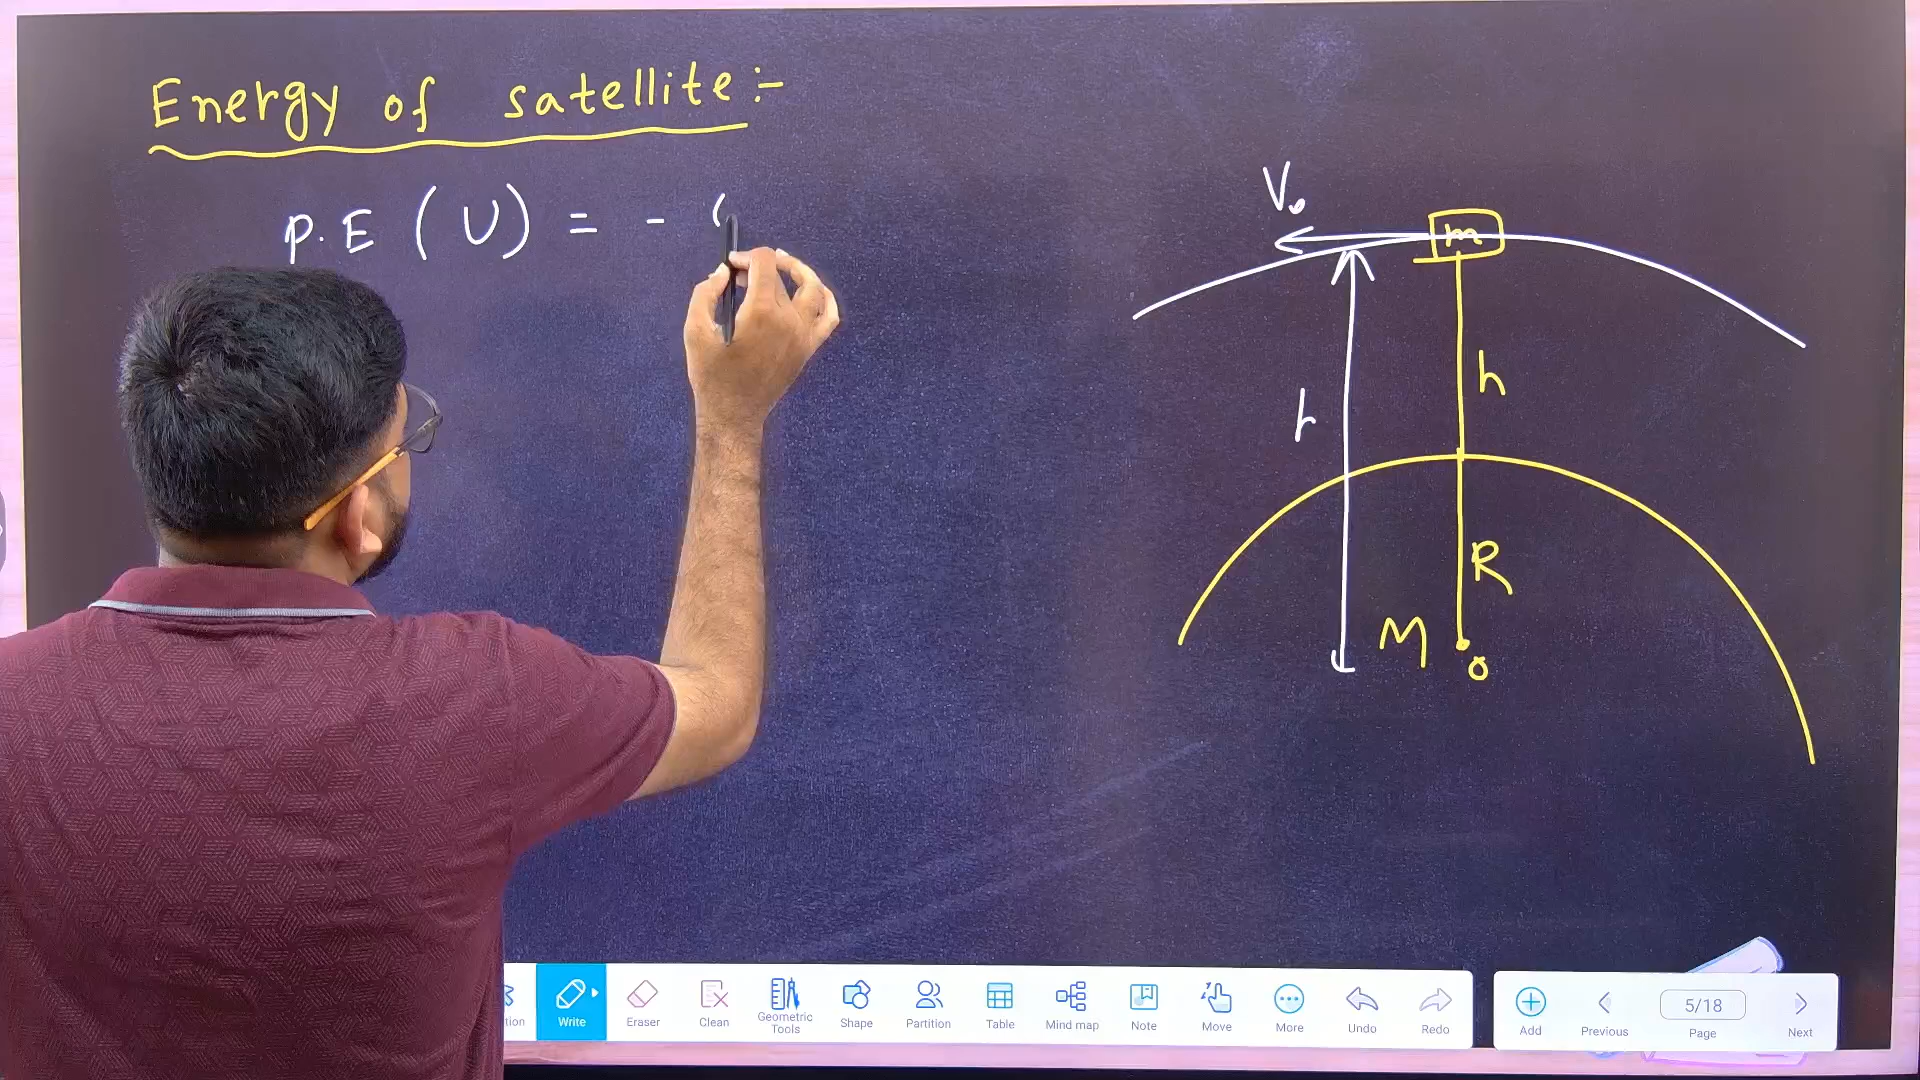 Energy of satellite :-
P.E (U) = -
V₀
m
h
r
R
M
o
tion
Write
Eraser
Clean
Geometric
Tools
Shape
Partition
Table
Mind map
Note
Move
More
Undo
Redo
Add
Previous
5/18
Page
Next